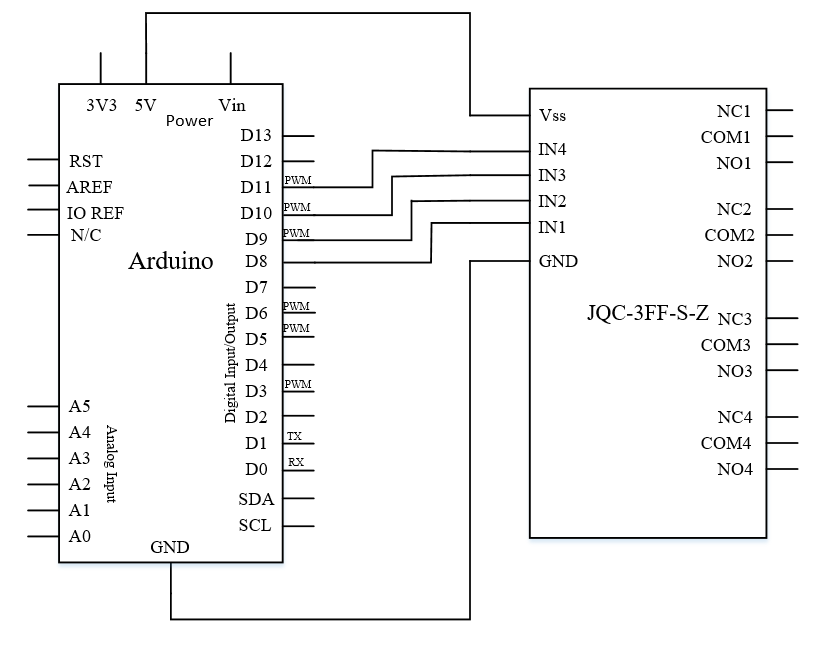 3V3 5V Vin
Power
D13
D12
RST
AREF
IO REF
N/C
D11 PWM
D10 PWM
D9 PWM
D8
Arduino
D7
D6 PWM
D5 PWM
D4
D3 PWM
D2
D1 TX
D0 RX
SDA
SCL
Digital Input/Output
A5
A4
A3
A2
A1
A0
Analog Input
GND
Vss
IN4
IN3
IN2
IN1
GND
JQC-3FF-S-Z
NC1
COM1
NO1
NC2
COM2
NO2
NC3
COM3
NO3
NC4
COM4
NO4